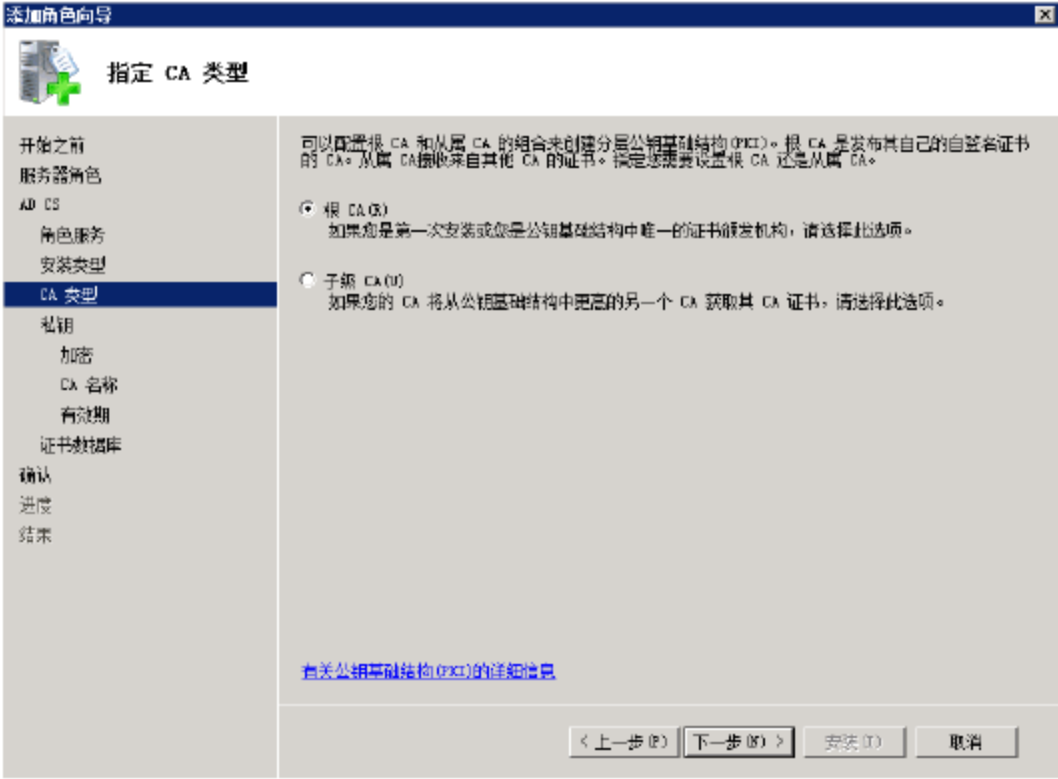 添加角色向导
指定 CA 类型
开始之前
服务器角色
AD CS
角色服务
安装类型
CA 类型
私钥
加密
CA 名称
有效期
证书数据库
确认
进度
结果
可以配置根 CA 和从属 CA 的组合来创建分层公钥基础结构(PKI)。根 CA 是发布其自己的自签名证书
的 CA。从属 CA接收来自其他 CA 的证书。指定您需要设置根 CA 还是从属 CA。
根 CA(R)
如果您是第一次安装或您是公钥基础结构中唯一的证书颁发机构，请选择此选项。
子级 CA(U)
如果您的 CA 将从公钥基础结构中更高的另一个 CA 获取其 CA 证书，请选择此选项。
有关公钥基础结构(PKI)的详细信息
< 上一步(P)
下一步(N) >
安装(I)
取消